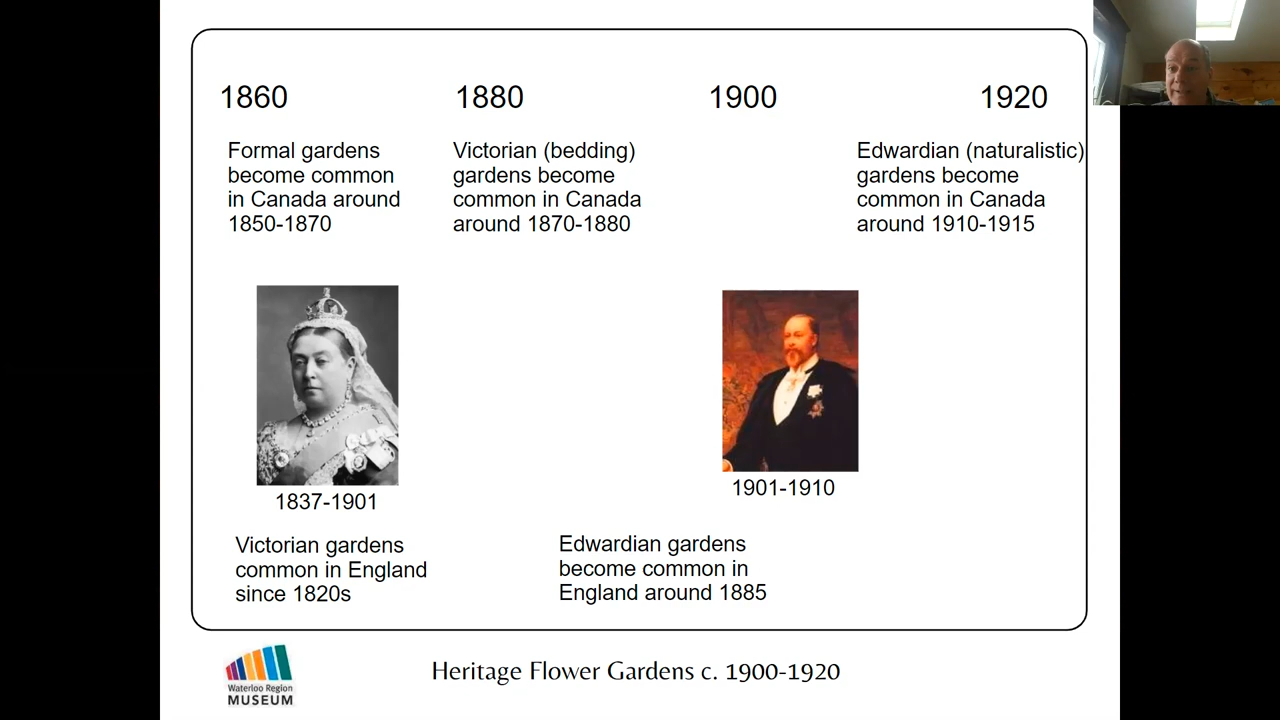 1860
1880
1900
1920
Formal gardens
become common
in Canada around
1850-1870
Victorian (bedding)
gardens become
common in Canada
around 1870-1880
Edwardian (naturalistic)
gardens become
common in Canada
around 1910-1915
1837-1901
1901-1910
Victorian gardens
common in England
since 1820s
Edwardian gardens
become common in
England around 1885
Waterloo Region
MUSEUM
Heritage Flower Gardens c. 1900-1920